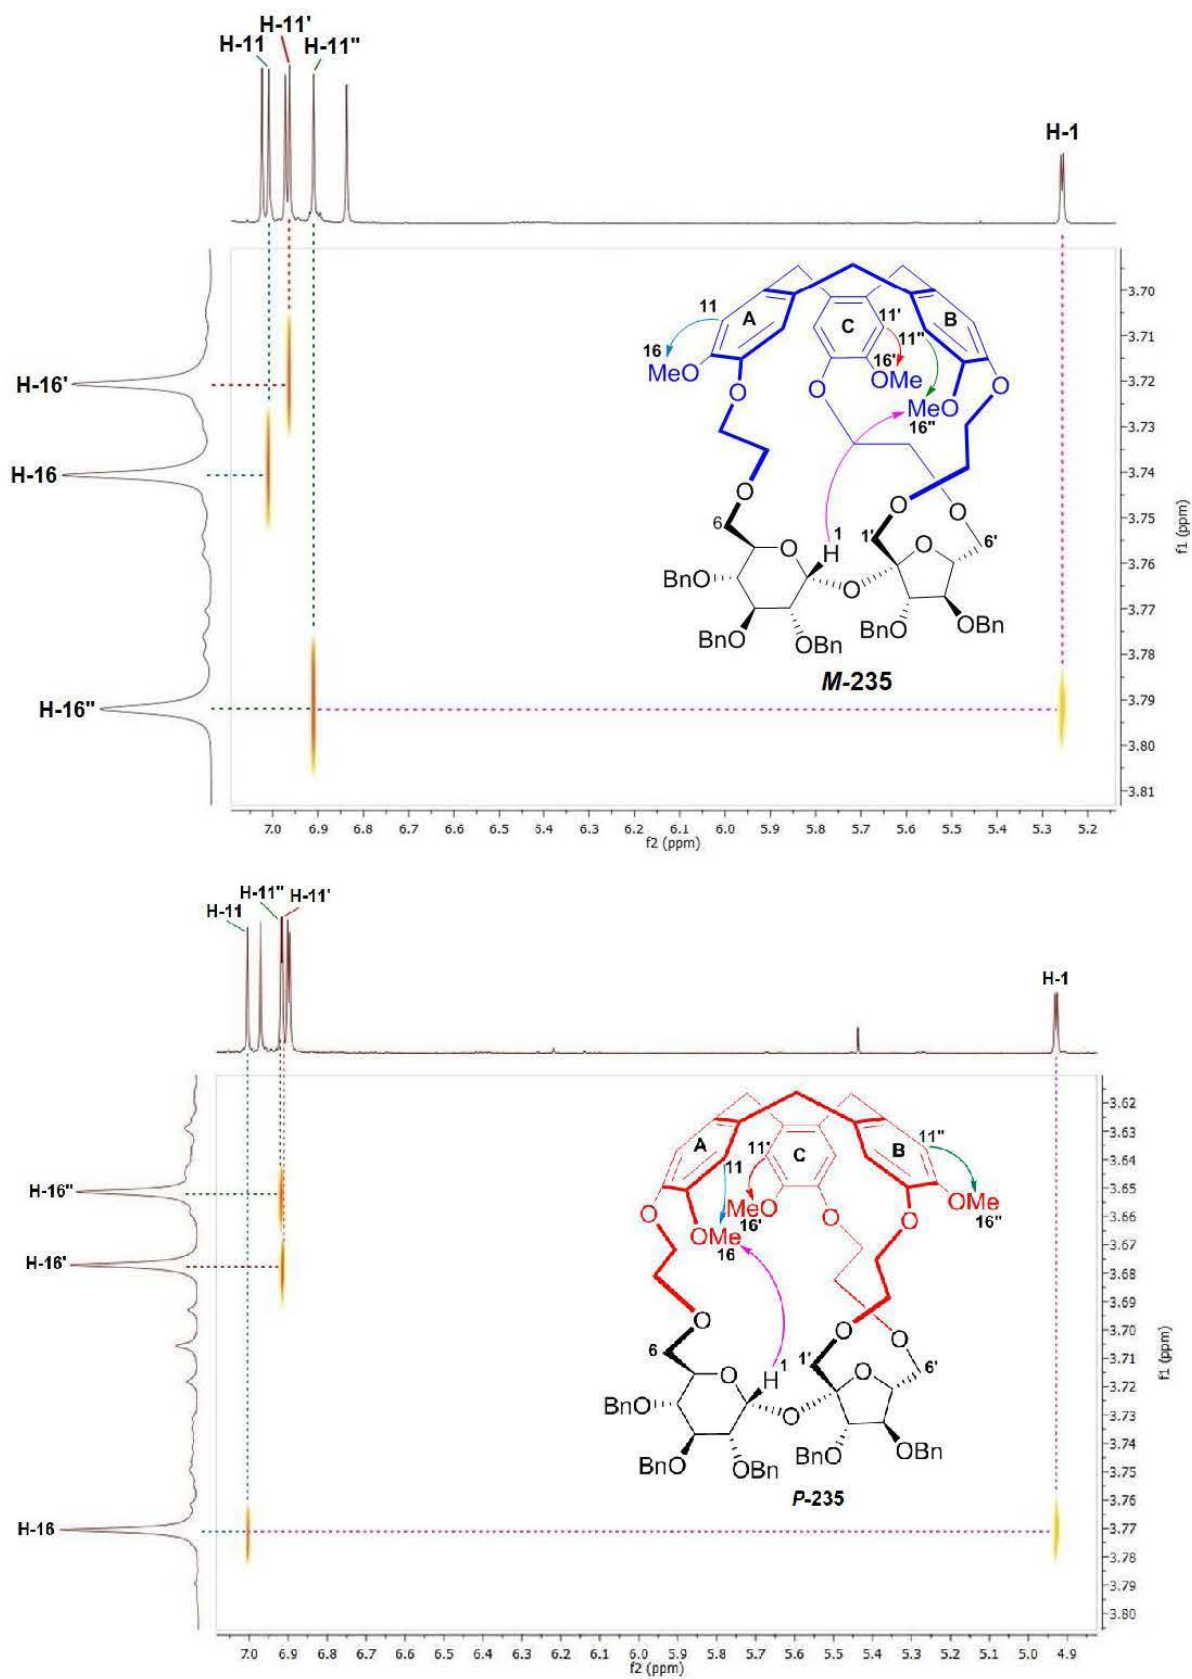 H-11'
H-11 H-11"
H-1
3.70
11 A C 11' B
3.71
16 11"
MeO 16' OMe
H-16' 3.72
O O MeO O
16"
3.73
H-16 3.74
O O O
3.75
6 1 1' 6'
O H O
3.76
BnO O
BnO OBn BnO OBn
3.77
M-235
3.78
H-16" 3.79
3.80
3.81
f1 (ppm)
7.0 6.9 6.8 6.7 6.6 6.5 6.4 6.3 6.2 6.1 6.0 5.9 5.8 5.7 5.6 5.5 5.4 5.3 5.2
f2 (ppm)
H-11" H-11'
H-11
H-1
3.62
3.63
A 11 11' C B 11"
3.64
H-16" 3.65
MeO OMe
O 16' O O 16"
3.66
OMe
16
H-16' 3.67
3.68
3.69
O O O
3.70
6 1 1' 6'
3.71
O H O
3.72
BnO O
3.73
BnO OBn BnO OBn
3.74
P-235
3.75
3.76
H-16 3.77
3.78
3.79
3.80
f1 (ppm)
7.0 6.9 6.8 6.7 6.6 6.5 6.4 6.3 6.2 6.1 6.0 5.9 5.8 5.7 5.6 5.5 5.4 5.3 5.2 5.1 5.0 4.9
f2 (ppm)